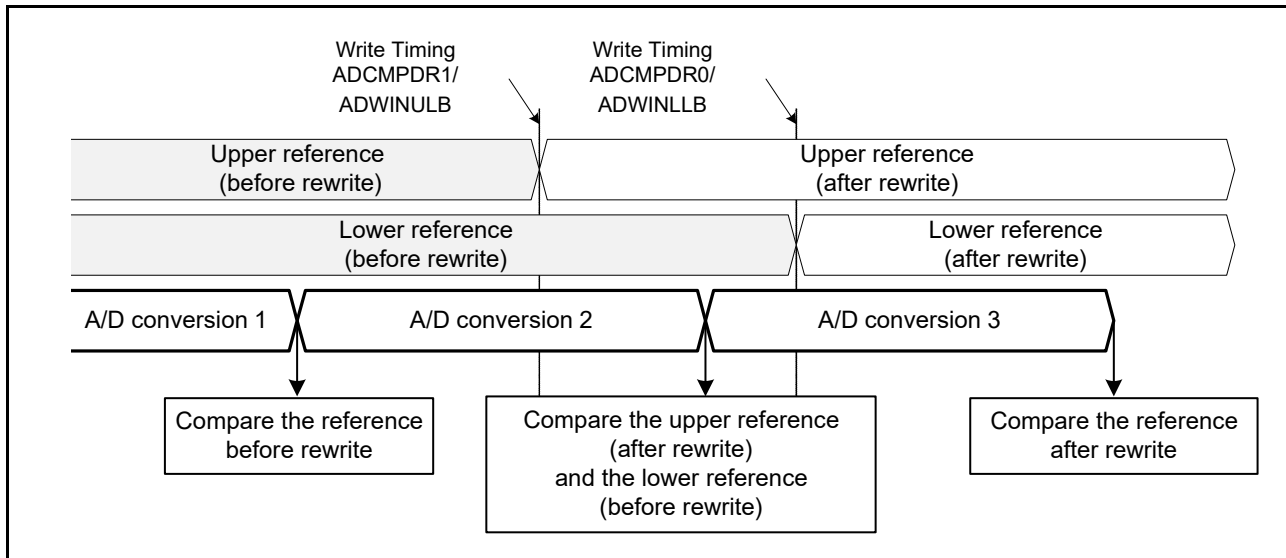 Write Timing
ADCMPDR1/
ADWINULB
Write Timing
ADCMPDR0/
ADWINLLB
Upper reference
(before rewrite)
Upper reference
(after rewrite)
Lower reference
(before rewrite)
Lower reference
(after rewrite)
A/D conversion 1
A/D conversion 2
A/D conversion 3
Compare the reference
before rewrite
Compare the upper reference
(after rewrite)
and the lower reference
(before rewrite)
Compare the reference
after rewrite